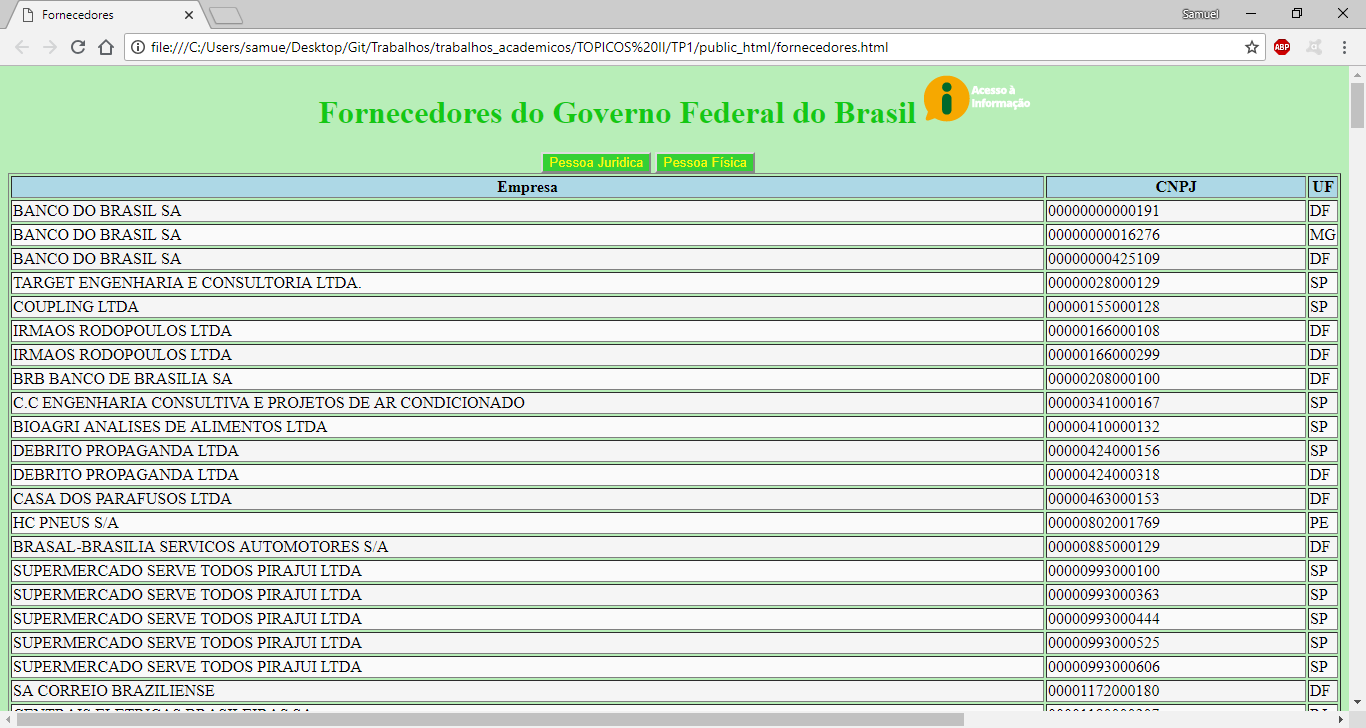 Fornecedores
Samuel
file:///C:/Users/samue/Desktop/Git/Trabalhos/trabalhos_academicos/TOPICOS%20II/TP1/public_html/fornecedores.html
ABP
Fornecedores do Governo Federal do Brasil
i Acesso à
Informação
Pessoa Juridica Pessoa Física
Empresa CNPJ UF
BANCO DO BRASIL SA 00000000000191 DF
BANCO DO BRASIL SA 00000000016276 MG
BANCO DO BRASIL SA 00000000425109 DF
TARGET ENGENHARIA E CONSULTORIA LTDA. 00000028000129 SP
COUPLING LTDA 00000155000128 SP
IRMAOS RODOPOULOS LTDA 00000166000108 DF
IRMAOS RODOPOULOS LTDA 00000166000299 DF
BRB BANCO DE BRASILIA SA 00000208000100 DF
C.C ENGENHARIA CONSULTIVA E PROJETOS DE AR CONDICIONADO 00000341000167 SP
BIOAGRI ANALISES DE ALIMENTOS LTDA 00000410000132 SP
DEBRITO PROPAGANDA LTDA 00000424000156 SP
DEBRITO PROPAGANDA LTDA 00000424000318 DF
CASA DOS PARAFUSOS LTDA 00000463000153 DF
HC PNEUS S/A 00000802001769 PE
BRASAL-BRASILIA SERVICOS AUTOMOTORES S/A 00000885000129 DF
SUPERMERCADO SERVE TODOS PIRAJUI LTDA 00000993000100 SP
SUPERMERCADO SERVE TODOS PIRAJUI LTDA 00000993000363 SP
SUPERMERCADO SERVE TODOS PIRAJUI LTDA 00000993000444 SP
SUPERMERCADO SERVE TODOS PIRAJUI LTDA 00000993000525 SP
SUPERMERCADO SERVE TODOS PIRAJUI LTDA 00000993000606 SP
SA CORREIO BRAZILIENSE 00001172000180 DF
CENTRAIS ELETRICAS BRASILEIRAS SA